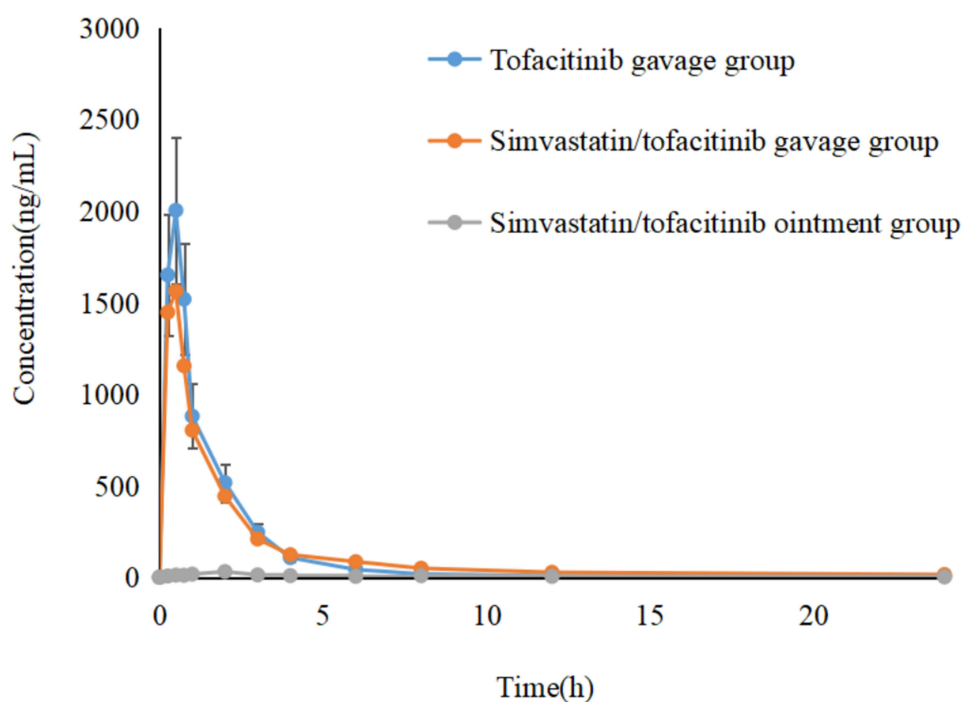 3000
2500
2000
1500
1000
500
0
Concentration(ng/mL)
Tofacitinib gavage group
Simvastatin/tofacitinib gavage group
Simvastatin/tofacitinib ointment group
0 5 10 15 20
Time(h)